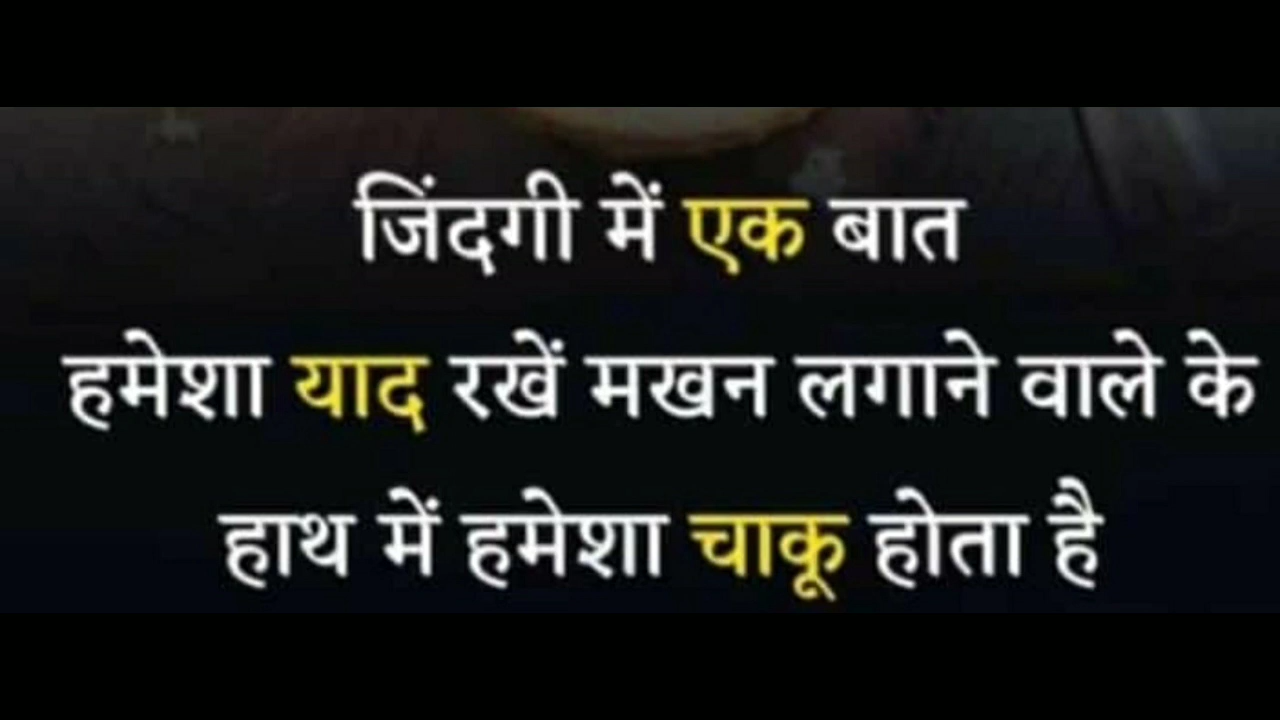 जिंदगी में एक बात
हमेशा याद रखें मखन लगाने वाले के
हाथ में हमेशा चाकू होता है